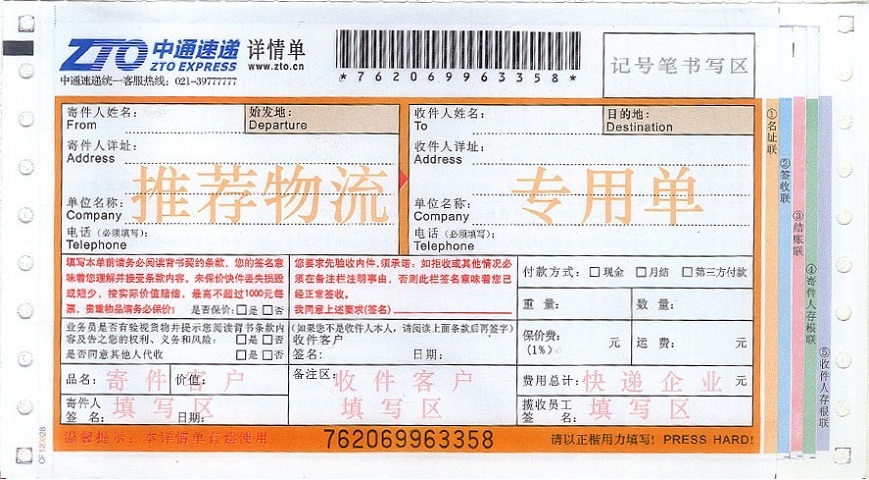 ZTO 中通速递 详情单
ZTO EXPRESS www.zto.cn
中通速递统一客服热线：021-39777777
*762069963358*
记号笔书写区
寄件人姓名：
From
始发地：
Departure
寄件人详址：
Address
单位名称：
Company
电话（必须填写）：
Telephone
收件人姓名：
To
目的地：
Destination
收件人详址：
Address
单位名称：
Company
电话（必须填写）：
Telephone
推荐物流 专用单
填写本单前请务必阅读背书契约条款，您的签名意
味着您理解并接受条款内容。未保价快件丢失损毁
或短少，按实际价值赔偿，最高不超过1000元每
票，贵重物品请务必保价！ 是否保价：□是□否
您要求先验收内件，须承诺：如拒收或其他情况必
须在备注栏注明事由，否则此栏签名意味着您已
经正常签收。
我同意上述要求(签名)
付款方式：□现金 □月结 □第三方付款
重量： 数量：
业务员是否有验视货物并提示您阅读背书条款内
容及告之您的权利、义务和风险： □是□否
是否同意其他人代收 □是□否
(如果您不是收件人本人，请阅读上面条款后再签字)
收件客户
签名： 日期：
保价费：
(1%) 元 运费： 元
品名： 价值：
寄件客户
填写区
寄件人
签 名： 日期：
备注区：
收件客户
填写区
费用总计： 元
快递企业
填写区
揽收员工
签 名：
温馨提示：本详情单有偿使用
762069963358
请以正楷用力填写！PRESS HARD!
①名址联
②签收联
③结账联
④寄件人存根联
⑤收件人存根联